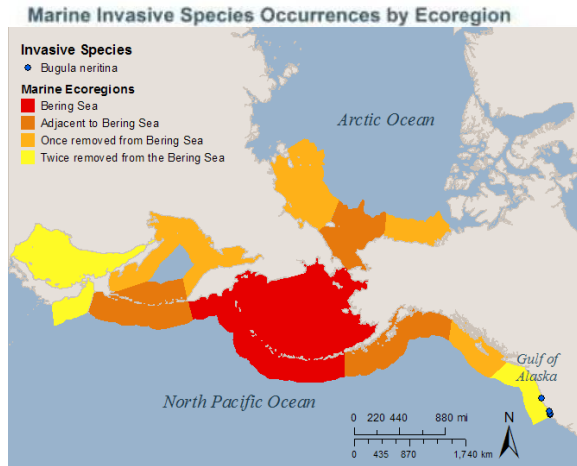 Marine Invasive Species Occurrences by Ecoregion
Invasive Species
Bugula neritina
Marine Ecoregions
Bering Sea
Adjacent to Bering Sea
Once removed from Bering Sea
Twice removed from the Bering Sea
Arctic Ocean
Gulf of
Alaska
North Pacific Ocean
0 220 440 880 mi
0 435 870 1,740 km
N